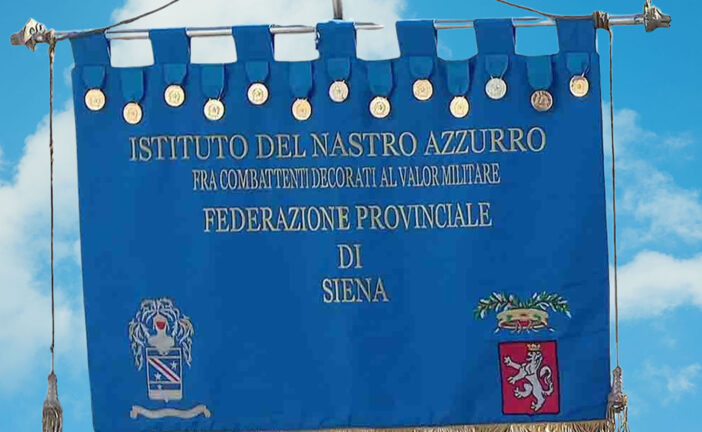 ISTITUTO DEL NASTRO AZZURRO
FRA COMBATTENTI DECORATI AL VALOR MILITARE
FEDERAZIONE PROVINCIALE
DI
SIENA